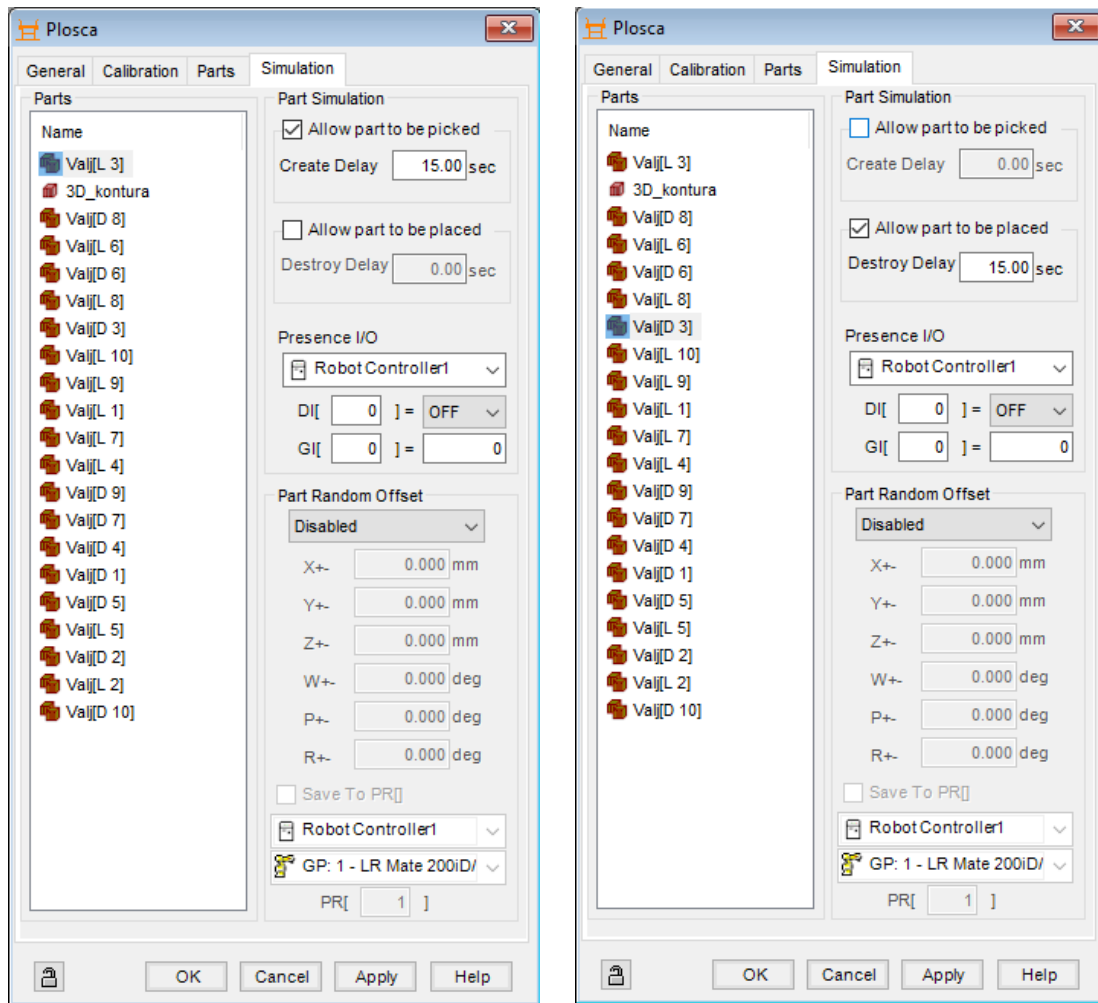 Plosca
General Calibration Parts Simulation
Parts
Name
Valj[L 3]
3D_kontura
Valj[D 8]
Valj[L 6]
Valj[D 6]
Valj[L 8]
Valj[D 3]
Valj[L 10]
Valj[L 9]
Valj[L 1]
Valj[L 7]
Valj[L 4]
Valj[D 9]
Valj[D 7]
Valj[D 4]
Valj[D 1]
Valj[D 5]
Valj[L 5]
Valj[D 2]
Valj[L 2]
Valj[D 10]
Part Simulation
Allow part to be picked
Create Delay 15.00 sec
Allow part to be placed
Destroy Delay 0.00 sec
Presence I/O
Robot Controller1
DI[ 0 ] = OFF
GI[ 0 ] = 0
Part Random Offset
Disabled
X+- 0.000 mm
Y+- 0.000 mm
Z+- 0.000 mm
W+- 0.000 deg
P+- 0.000 deg
R+- 0.000 deg
Save To PR[]
Robot Controller1
GP: 1 - LR Mate 200iD/
PR[ 1 ]
OK Cancel Apply Help
Plosca
General Calibration Parts Simulation
Parts
Name
Valj[L 3]
3D_kontura
Valj[D 8]
Valj[L 6]
Valj[D 6]
Valj[L 8]
Valj[D 3]
Valj[L 10]
Valj[L 9]
Valj[L 1]
Valj[L 7]
Valj[L 4]
Valj[D 9]
Valj[D 7]
Valj[D 4]
Valj[D 1]
Valj[D 5]
Valj[L 5]
Valj[D 2]
Valj[L 2]
Valj[D 10]
Part Simulation
Allow part to be picked
Create Delay 0.00 sec
Allow part to be placed
Destroy Delay 15.00 sec
Presence I/O
Robot Controller1
DI[ 0 ] = OFF
GI[ 0 ] = 0
Part Random Offset
Disabled
X+- 0.000 mm
Y+- 0.000 mm
Z+- 0.000 mm
W+- 0.000 deg
P+- 0.000 deg
R+- 0.000 deg
Save To PR[]
Robot Controller1
GP: 1 - LR Mate 200iD/
PR[ 1 ]
OK Cancel Apply Help